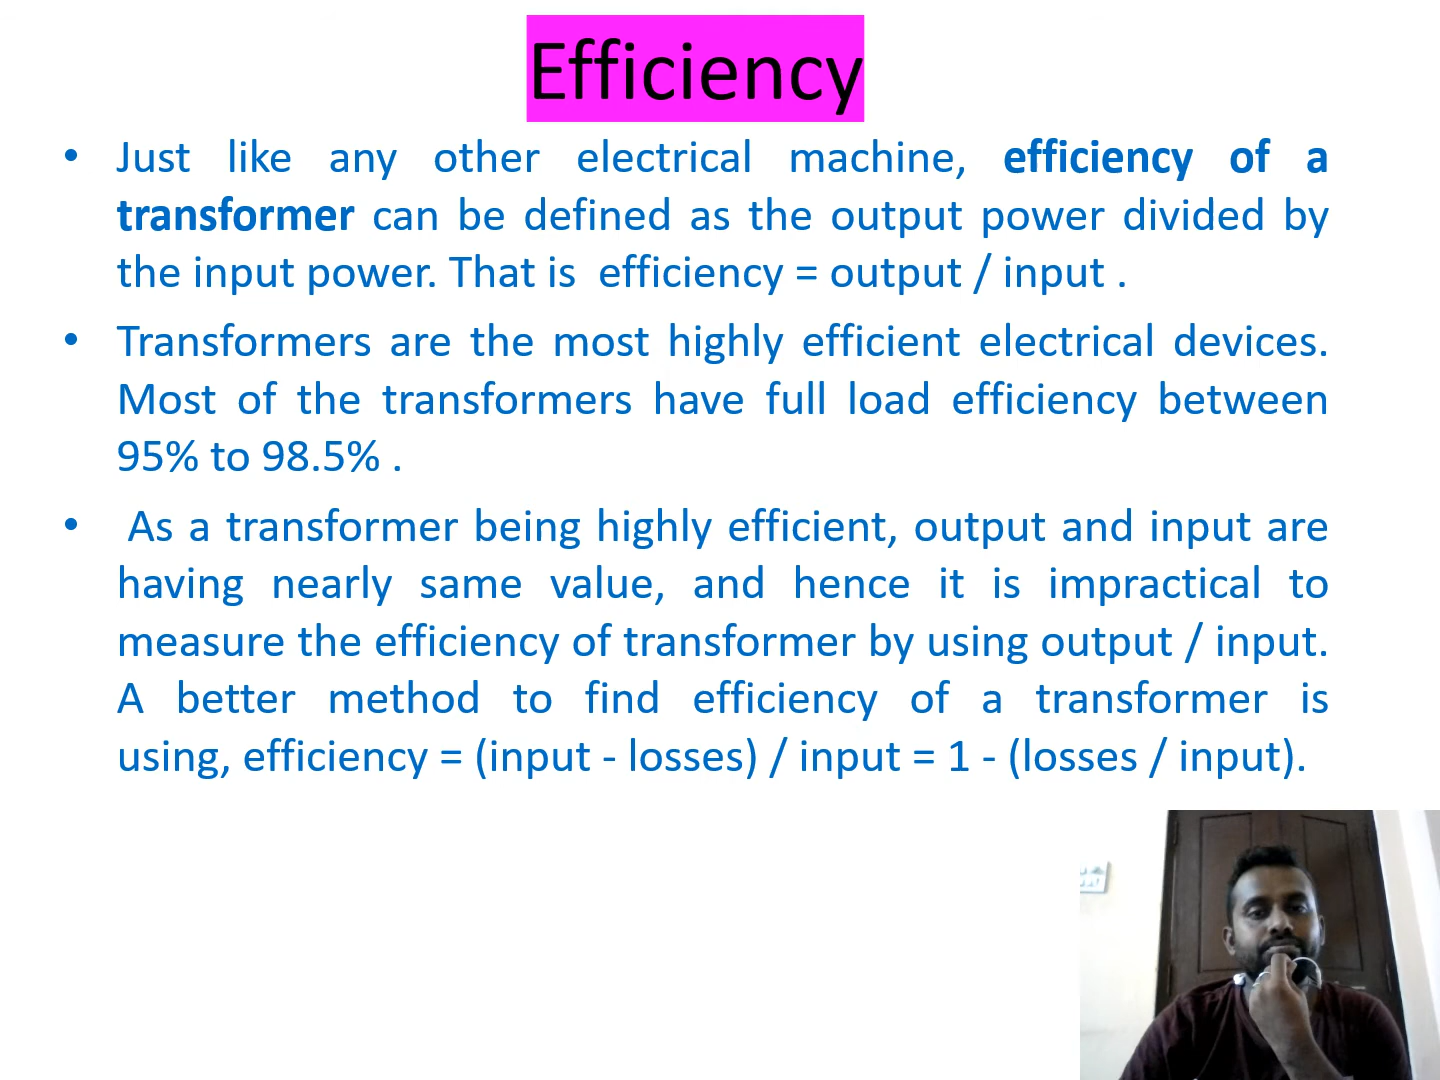 Efficiency
• Just like any other electrical machine, efficiency of a
transformer can be defined as the output power divided by
the input power. That is efficiency = output / input .
• Transformers are the most highly efficient electrical devices.
Most of the transformers have full load efficiency between
95% to 98.5% .
• As a transformer being highly efficient, output and input are
having nearly same value, and hence it is impractical to
measure the efficiency of transformer by using output / input.
A better method to find efficiency of a transformer is
using, efficiency = (input - losses) / input = 1 - (losses / input).